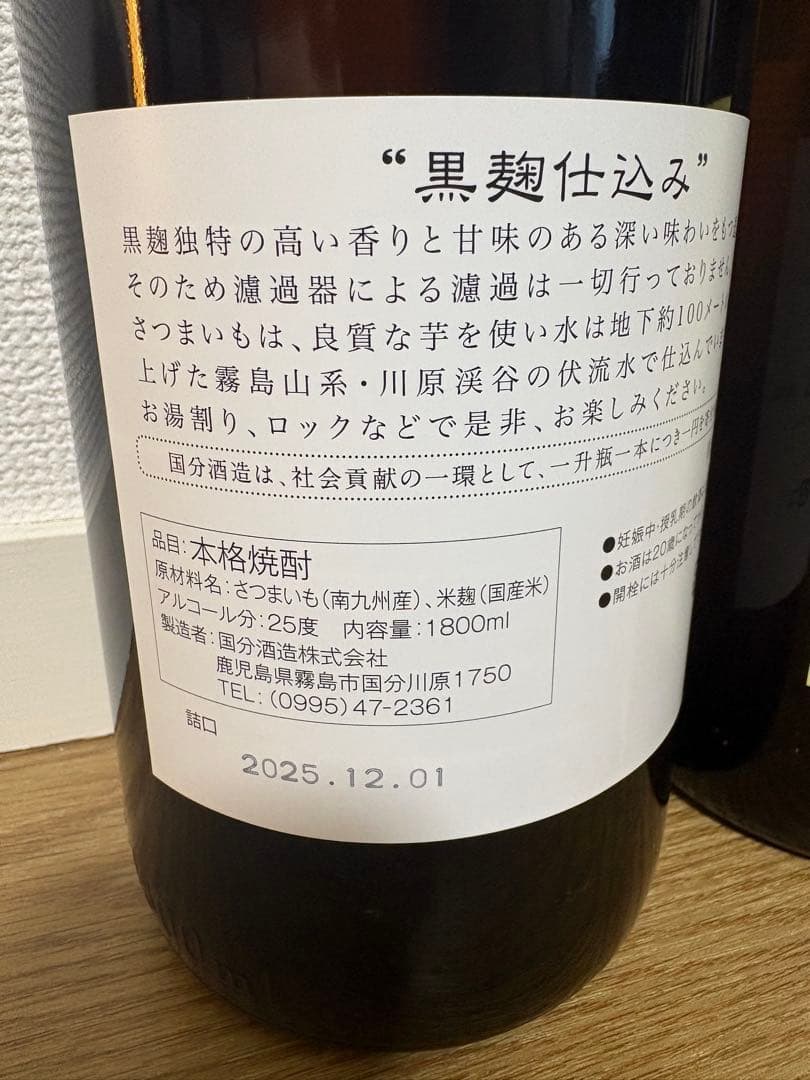 “黒麹仕込み”
黒麹独特の高い香りと甘味のある深い味わいをもつ
そのため濾過器による濾過は一切行っておりません
さつまいもは、良質な芋を使い水は地下約100メート
上げた霧島山系・川原渓谷の伏流水で仕込んでい
お湯割り、ロックなどで是非、お楽しみください。
国分酒造は、社会貢献の一環として、一升瓶一本につき一円を
品目：本格焼酎
原材料名：さつまいも（南九州産）、米麹（国産米）
アルコール分：25度　内容量：1800ml
製造者：国分酒造株式会社
鹿児島県霧島市国分川原1750
TEL：（0995）47-2361
●妊娠中・授乳期の飲
●お酒は20歳になっ
●開栓には十分注意
詰口
2025.12.01